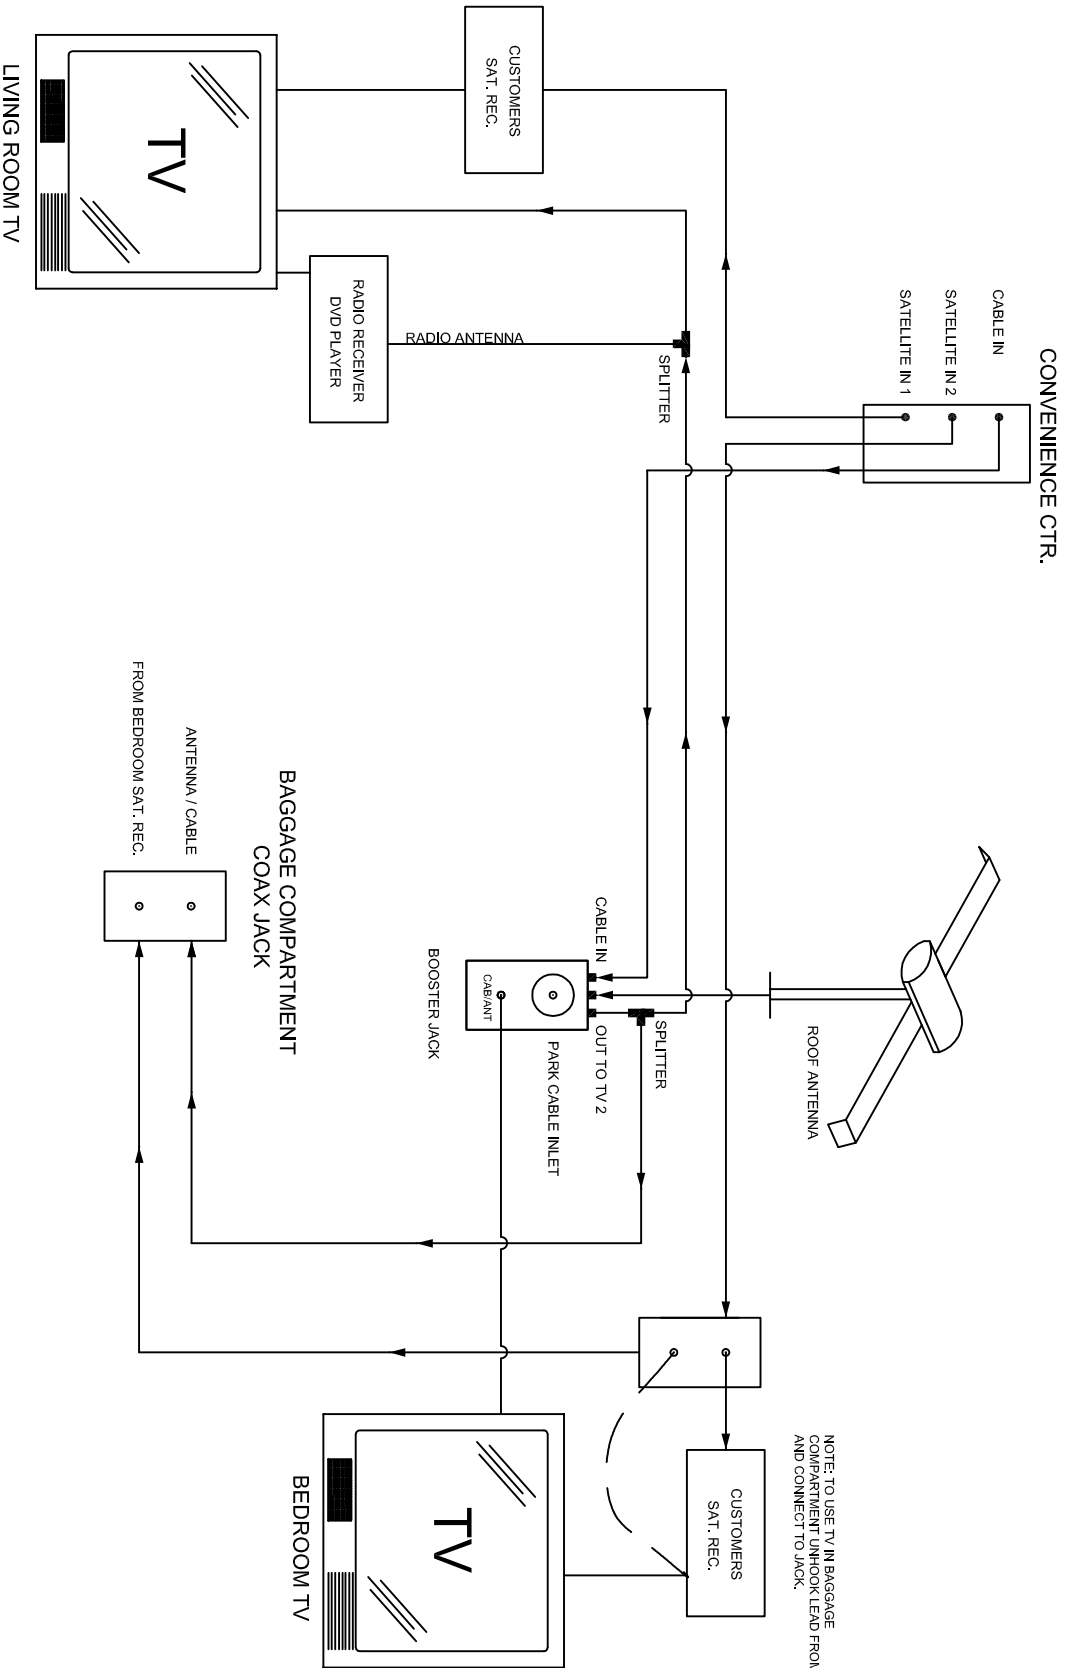 CONVENIENCE CTR.
CABLE IN
SATELLITE IN 2
SATELLITE IN 1
CUSTOMERS
SAT. REC.
TV
LIVING ROOM TV
RADIO RECEIVER
DVD PLAYER
RADIO ANTENNA
SPLITTER
ROOF ANTENNA
CABLE IN
SPLITTER
OUT TO TV 2
PARK CABLE INLET
CAB/ANT
BOOSTER JACK
BAGGAGE COMPARTMENT
COAX JACK
ANTENNA / CABLE
FROM BEDROOM SAT. REC.
NOTE: TO USE TV IN BAGGAGE
COMPARTMENT UNHOOK LEAD FROM
AND CONNECT TO JACK.
CUSTOMERS
SAT. REC.
TV
BEDROOM TV